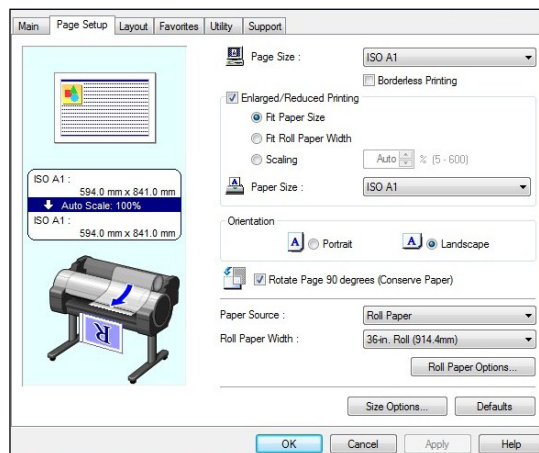 Main Page Setup Layout Favorites Utility Support
Page Size : ISO A1
Borderless Printing
Enlarged/Reduced Printing
Fit Paper Size
Fit Roll Paper Width
Scaling Auto % (5 - 600)
Paper Size : ISO A1
ISO A1 :
594.0 mm x 841.0 mm
Auto Scale: 100%
ISO A1 :
594.0 mm x 841.0 mm
Orientation
A Portrait A Landscape
Rotate Page 90 degrees (Conserve Paper)
R
Paper Source : Roll Paper
Roll Paper Width : 36-in. Roll (914.4mm)
Roll Paper Options...
Size Options... Defaults
OK Cancel Apply Help